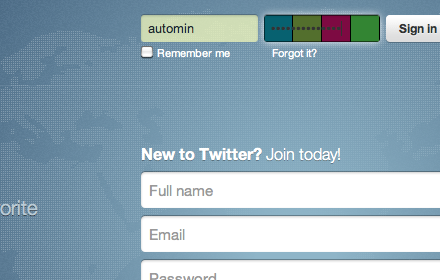 automin
Sign in
Remember me
Forgot it?
New to Twitter? Join today!
Full name
orite
Email
Password